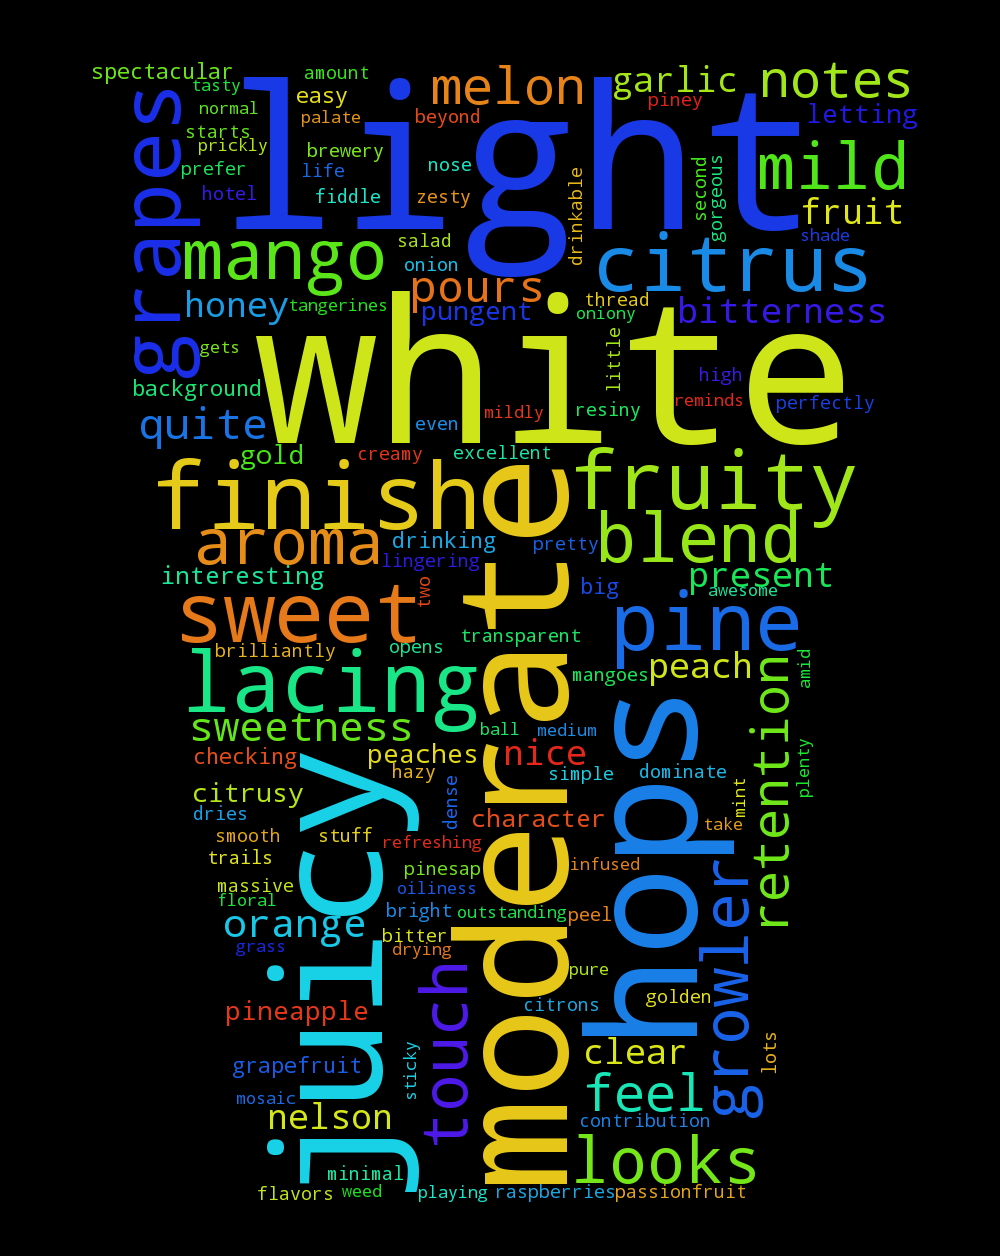 spectacular
amount
melon
garlic
notes
tasty
easy
light
piney
grapes
normal
palate
beyond
letting
starts
prickly
brewery
nose
second
gorgeous
mild
prefer
life
hotel
fiddle
zesty
drinkable
fruit
mango
salad
onion
citrus
shade
honey
tangerines
pours
pungent
thread
oniony
bitterness
gets
white
little
high
background
reminds
perfectly
quite
even
mildly
resiny
gold
creamy
excellent
finish
moderate
fruity
aroma
drinking
lingering
pretty
blend
interesting
two
big
present
awesome
sweet
transparent
pine
brilliantly
opens
lacing
mangoes
peach
amid
retention
sweetness
ball
medium
hops
checking
peaches
nice
juicy
hazy
simple
dominate
plenty
citrusy
dense
mint
dries
character
take
smooth
stuff
refreshing
trails
pinesap
infused
growler
massive
oiliness
floral
bright
outstanding
peel
orange
bitter
grass
drying
touch
pure
pineapple
citrons
golden
lots
grapefruit
sticky
clear
mosaic
feel
nelson
contribution
looks
minimal
flavors
weed
playing
raspberries
passionfruit